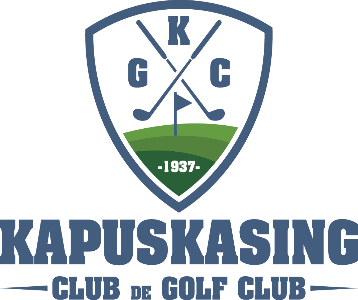 K
G C
-1937-
KAPUSKASING
CLUB DE GOLF CLUB